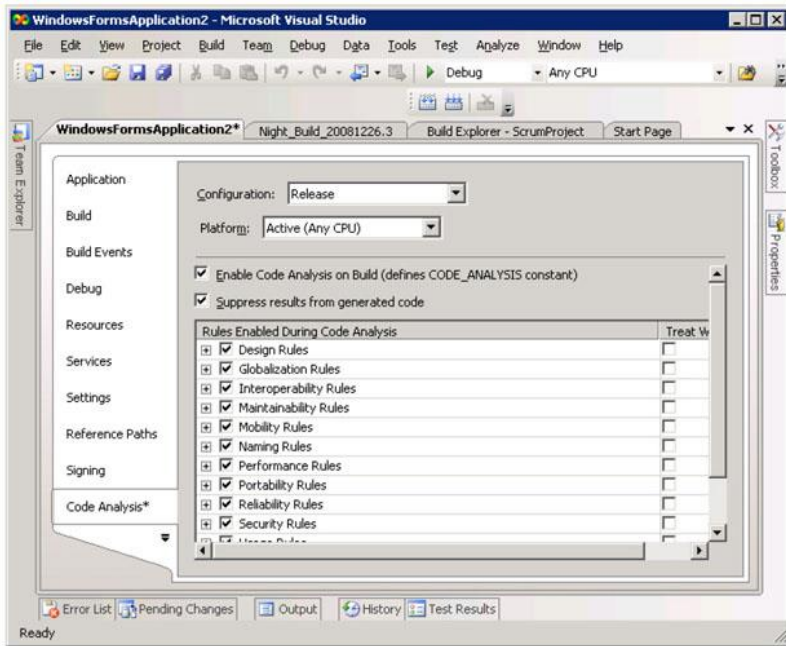 WindowsFormsApplication2 - Microsoft Visual Studio
File Edit View Project Build Team Debug Data Tools Test Analyze Window Help
Debug Any CPU
WindowsFormsApplication2* Night_Build_20081226.3 Build Explorer - ScrumProject Start Page
Team Explorer
Toolbox
Properties
Application
Build
Build Events
Debug
Resources
Services
Settings
Reference Paths
Signing
Code Analysis*
Configuration: Release
Platform: Active (Any CPU)
Enable Code Analysis on Build (defines CODE_ANALYSIS constant)
Suppress results from generated code
Rules Enabled During Code Analysis Treat W
Design Rules
Globalization Rules
Interoperability Rules
Maintainability Rules
Mobility Rules
Naming Rules
Performance Rules
Portability Rules
Reliability Rules
Security Rules
Usage Rules
Error List Pending Changes Output History Test Results
Ready